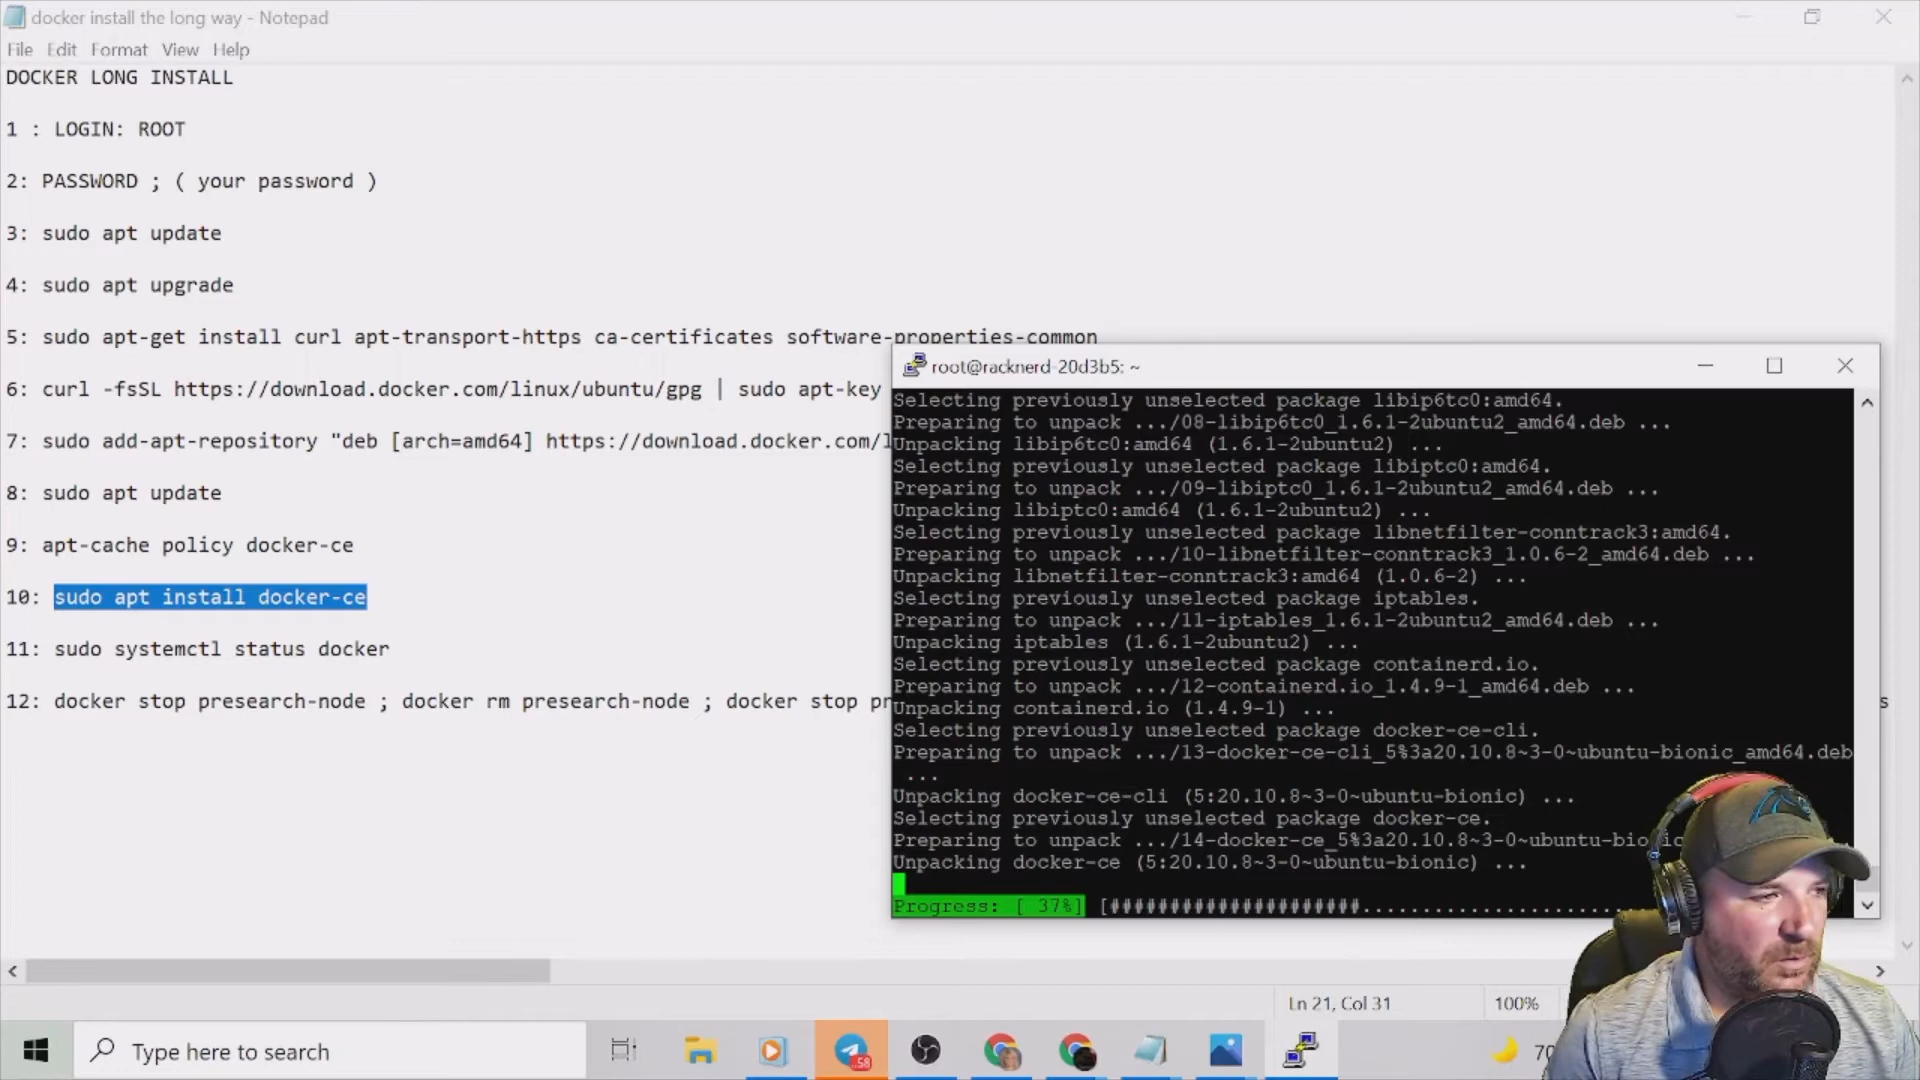 docker install the long way - Notepad
File Edit Format View Help
DOCKER LONG INSTALL
1 : LOGIN: ROOT
2: PASSWORD ; ( your password )
3: sudo apt update
4: sudo apt upgrade
5: sudo apt-get install curl apt-transport-https ca-certificates software-properties-common
6: curl -fsSL https://download.docker.com/linux/ubuntu/gpg | sudo apt-key
7: sudo add-apt-repository "deb [arch=amd64] https://download.docker.com/l
8: sudo apt update
9: apt-cache policy docker-ce
10: sudo apt install docker-ce
11: sudo systemctl status docker
12: docker stop presearch-node ; docker rm presearch-node ; docker stop pr
s
root@racknerd-20d3b5: ~
Selecting previously unselected package libip6tc0:amd64.
Preparing to unpack .../08-libip6tc0_1.6.1-2ubuntu2_amd64.deb ...
Unpacking libip6tc0:amd64 (1.6.1-2ubuntu2) ...
Selecting previously unselected package libiptc0:amd64.
Preparing to unpack .../09-libiptc0_1.6.1-2ubuntu2_amd64.deb ...
Unpacking libiptc0:amd64 (1.6.1-2ubuntu2) ...
Selecting previously unselected package libnetfilter-conntrack3:amd64.
Preparing to unpack .../10-libnetfilter-conntrack3_1.0.6-2_amd64.deb ...
Unpacking libnetfilter-conntrack3:amd64 (1.0.6-2) ...
Selecting previously unselected package iptables.
Preparing to unpack .../11-iptables_1.6.1-2ubuntu2_amd64.deb ...
Unpacking iptables (1.6.1-2ubuntu2) ...
Selecting previously unselected package containerd.io.
Preparing to unpack .../12-containerd.io_1.4.9-1_amd64.deb ...
Unpacking containerd.io (1.4.9-1) ...
Selecting previously unselected package docker-ce-cli.
Preparing to unpack .../13-docker-ce-cli_5%3a20.10.8~3-0~ubuntu-bionic_amd64.deb
...
Unpacking docker-ce-cli (5:20.10.8~3-0~ubuntu-bionic) ...
Selecting previously unselected package docker-ce.
Preparing to unpack .../14-docker-ce_5%3a20.10.8~3-0~ubuntu-bionic
Unpacking docker-ce (5:20.10.8~3-0~ubuntu-bionic) ...
Progress: [ 37%] [#####################.......................
Ln 21, Col 31 100%
Type here to search
58
70